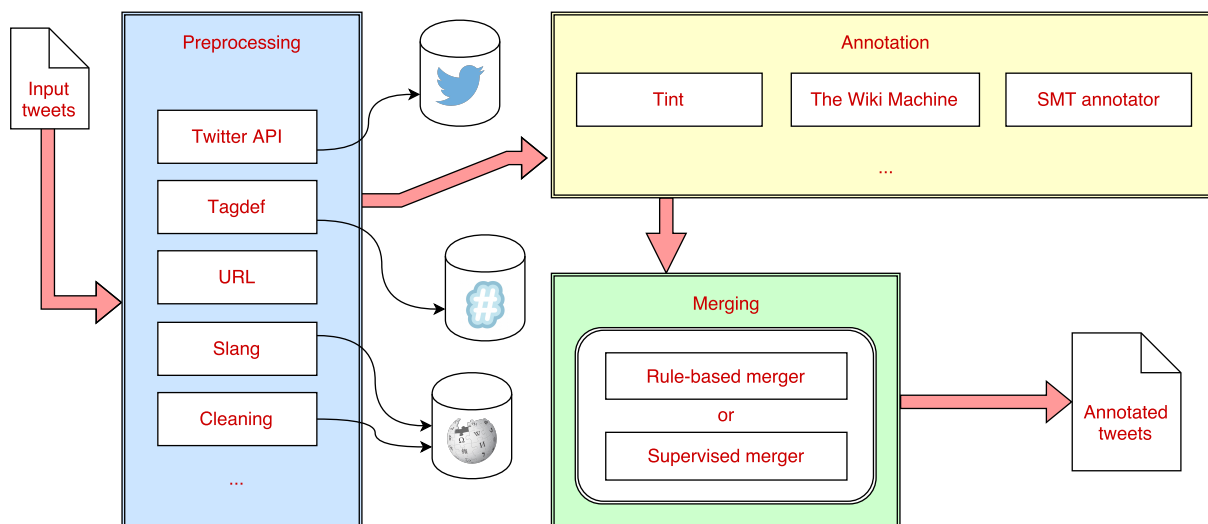 Input
tweets
Preprocessing
Twitter API
Tagdef
URL
Slang
Cleaning
...
#
Annotation
Tint
The Wiki Machine
SMT annotator
...
Merging
Rule-based merger
or
Supervised merger
Annotated
tweets